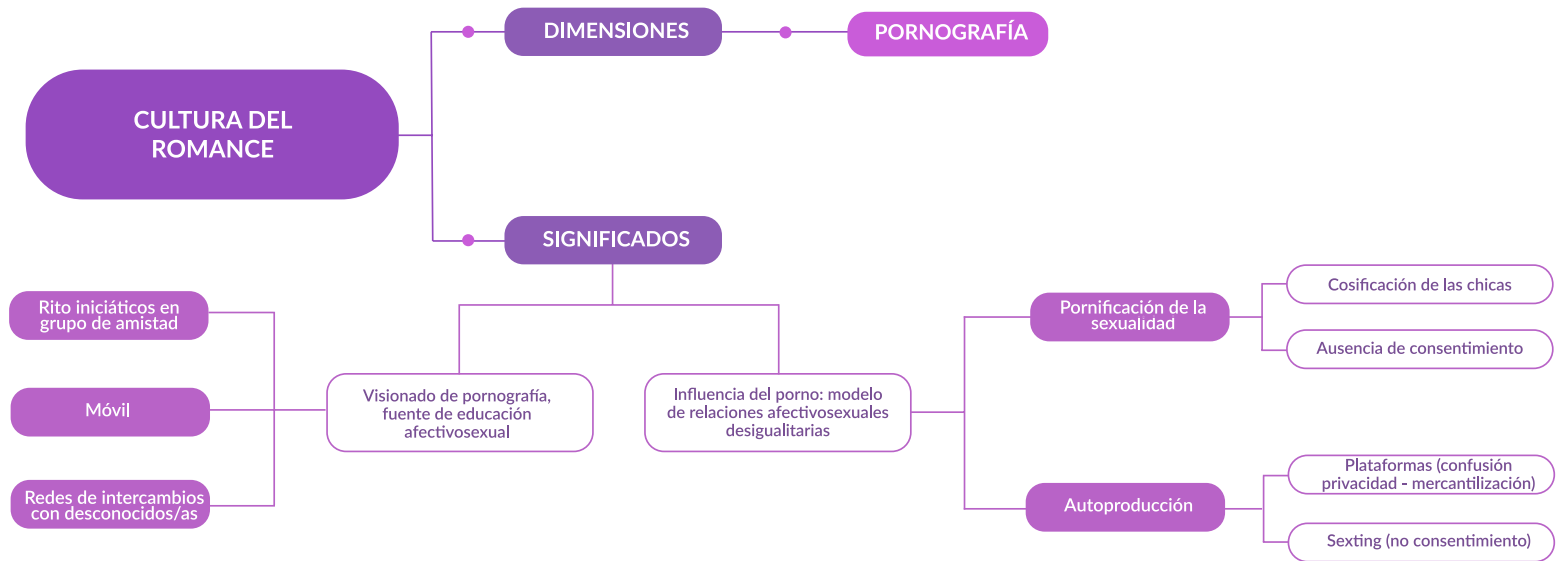 DIMENSIONES
PORNOGRAFÍA
CULTURA DEL
ROMANCE
SIGNIFICADOS
Rito iniciáticos en
grupo de amistad
Móvil
Redes de intercambios
con desconocidos/as
Visionado de pornografía,
fuente de educación
afectivosexual
Influencia del porno: modelo
de relaciones afectivosexuales
desigualitarias
Pornificación de la
sexualidad
Cosificación de las chicas
Ausencia de consentimiento
Autoproducción
Plataformas (confusión
privacidad - mercantilización)
Sexting (no consentimiento)